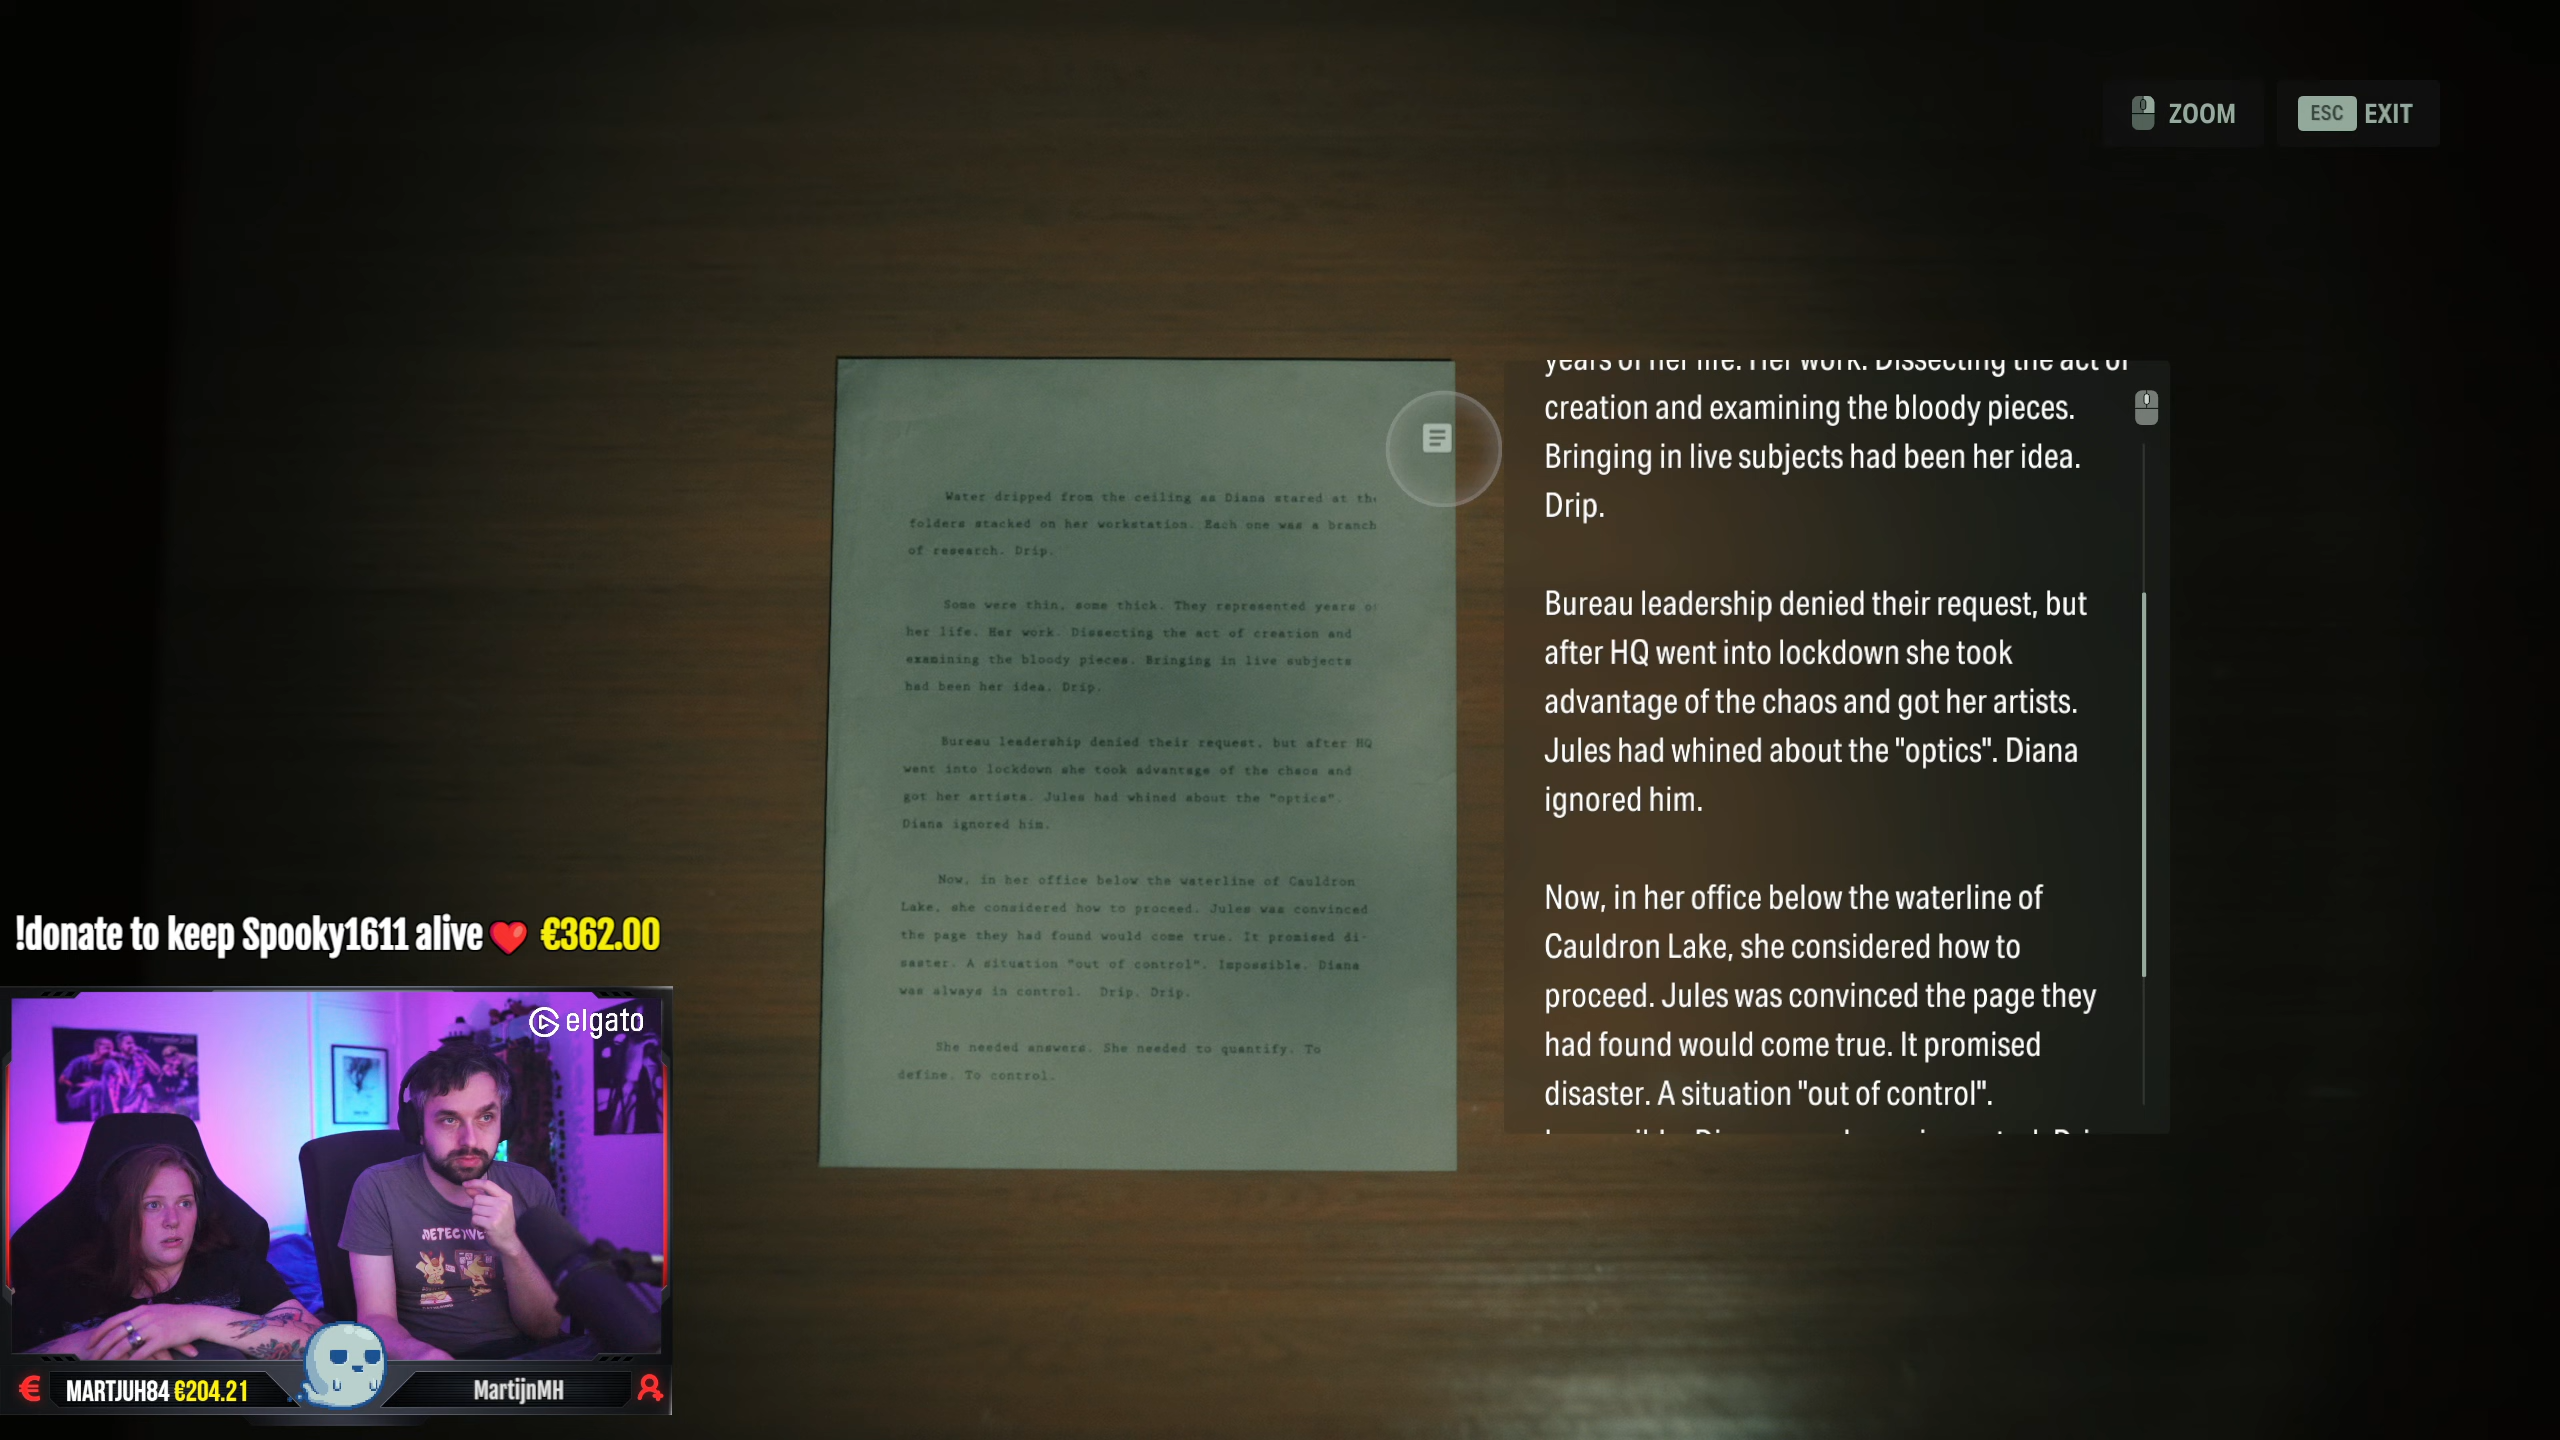 ZOOM
ESC EXIT
Water dripped from the ceiling as Diana stared at the
folders stacked on her workstation. Each one was a branch
of research. Drip.
Some were thin, some thick. They represented years of
her life. Her work. Dissecting the act of creation and
examining the bloody pieces. Bringing in live subjects
had been her idea. Drip.
Bureau leadership denied their request, but after HQ
went into lockdown she took advantage of the chaos and
got her artists. Jules had whined about the "optics".
Diana ignored him.
Now, in her office below the waterline of Cauldron
Lake, she considered how to proceed. Jules was convinced
the page they had found would come true. It promised di-
saster. A situation "out of control". Impossible. Diana
was always in control. Drip. Drip.
She needed answers. She needed to quantify. To
define. To control.
years of her life. Her work. Dissecting the act of
creation and examining the bloody pieces.
Bringing in live subjects had been her idea.
Drip.
Bureau leadership denied their request, but
after HQ went into lockdown she took
advantage of the chaos and got her artists.
Jules had whined about the "optics". Diana
ignored him.
Now, in her office below the waterline of
Cauldron Lake, she considered how to
proceed. Jules was convinced the page they
had found would come true. It promised
disaster. A situation "out of control".
!donate to keep Spooky1611 alive❤️ €362.00
elgato
DETECTIVE
€ MARTJUH84 €204.21
MartijnMH